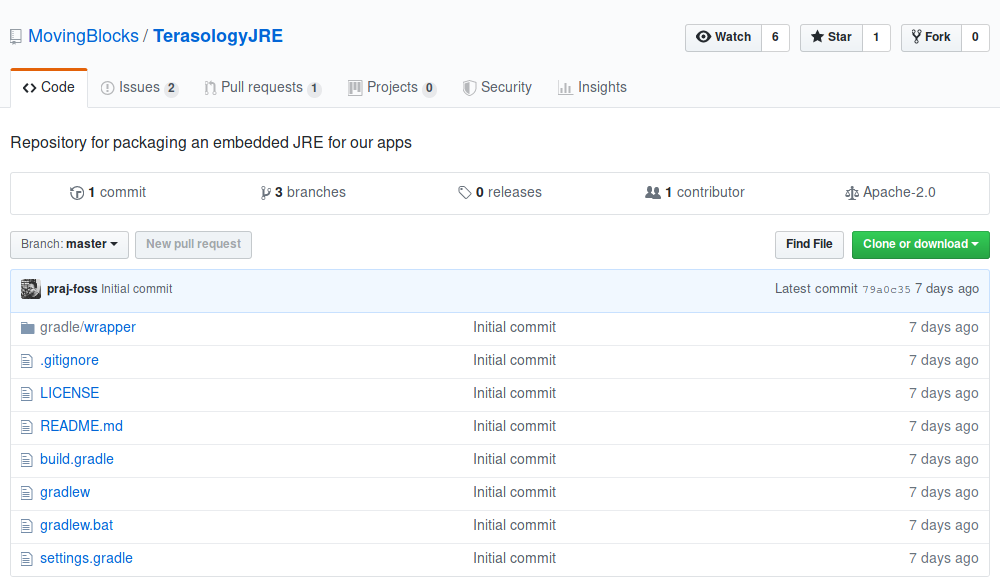 MovingBlocks / TerasologyJRE
Watch 6
Star 1
Fork 0
Code
Issues 2
Pull requests 1
Projects 0
Security
Insights
Repository for packaging an embedded JRE for our apps
1 commit
3 branches
0 releases
1 contributor
Apache-2.0
Branch: master
New pull request
Find File
Clone or download
praj-foss Initial commit
Latest commit 79a0c35 7 days ago
gradle/wrapper Initial commit 7 days ago
.gitignore Initial commit 7 days ago
LICENSE Initial commit 7 days ago
README.md Initial commit 7 days ago
build.gradle Initial commit 7 days ago
gradlew Initial commit 7 days ago
gradlew.bat Initial commit 7 days ago
settings.gradle Initial commit 7 days ago